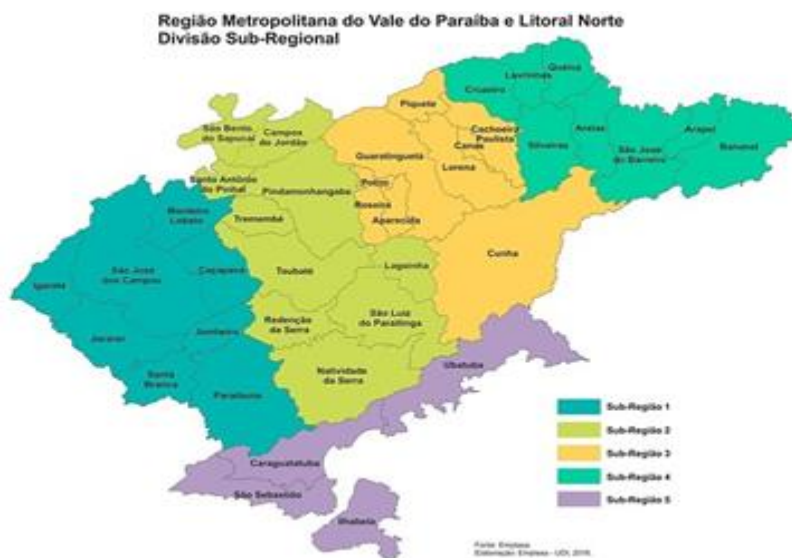 Região Metropolitana do Vale do Paraíba e Litoral Norte
Divisão Sub-Regional
Queluz
Lavrinhas
Cruzeiro
Piquete
São Bento
do Sapucaí
Campos
do Jordão
Cachoeira
Paulista
Canas
Areias
Arapeí
Silveiras
São José
do Barreiro
Bananal
Guaratinguetá
Lorena
Santo Antônio
do Pinhal
Pindamonhangaba
Potim
Roseira
Aparecida
Monteiro
Lobato
Tremembé
Cunha
Lagoinha
São José
dos Campos
Caçapava
Taubaté
Igaratá
São Luiz
do Paraitinga
Redenção
da Serra
Jacareí
Jambeiro
Ubatuba
Natividade
da Serra
Santa
Branca
Paraibuna
Sub-Região 1
Sub-Região 2
Sub-Região 3
Sub-Região 4
Sub-Região 5
Caraguatatuba
São Sebastião
Ilhabela
Fonte: Emplasa
Elaboração: Emplasa - UDI, 2016.